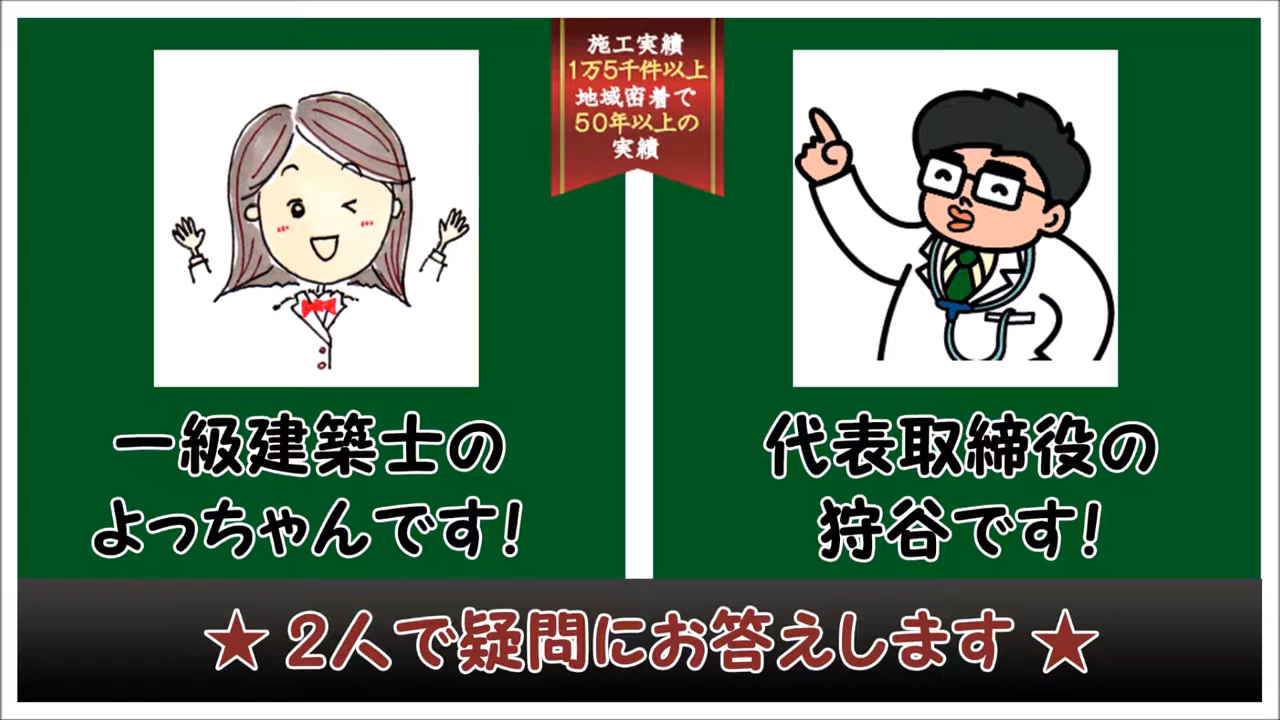 施工実績
1万5千件以上
地域密着で
50年以上の
実績
一級建築士の
よっちゃんです!
代表取締役の
狩谷です!
★ 2人で疑問にお答えします ★